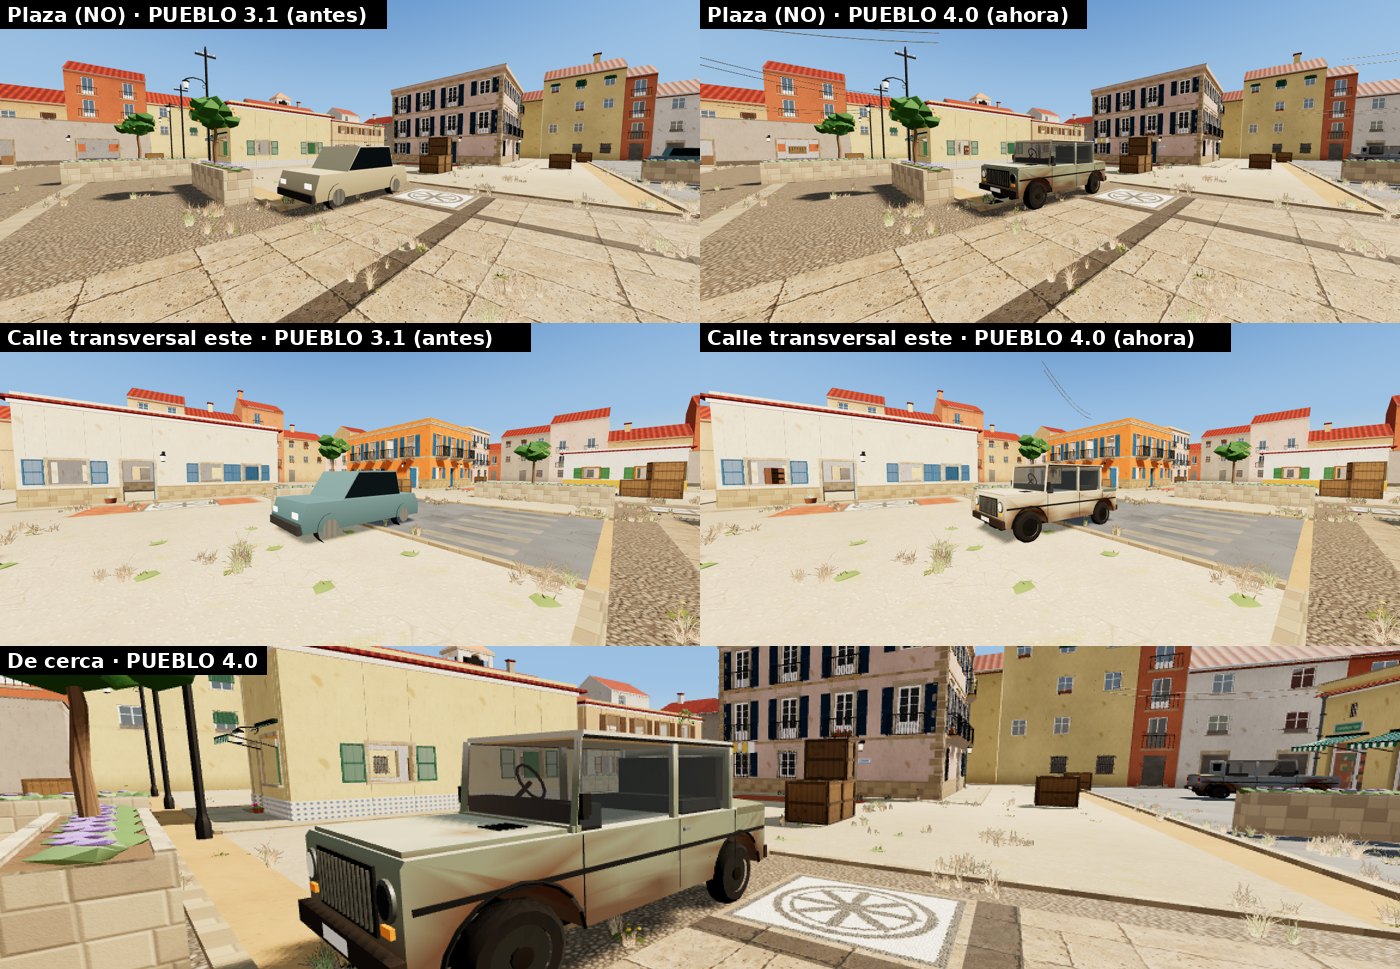 Plaza (NO) · PUEBLO 3.1 (antes)
Plaza (NO) · PUEBLO 4.0 (ahora)
Calle transversal este · PUEBLO 3.1 (antes)
Calle transversal este · PUEBLO 4.0 (ahora)
De cerca · PUEBLO 4.0